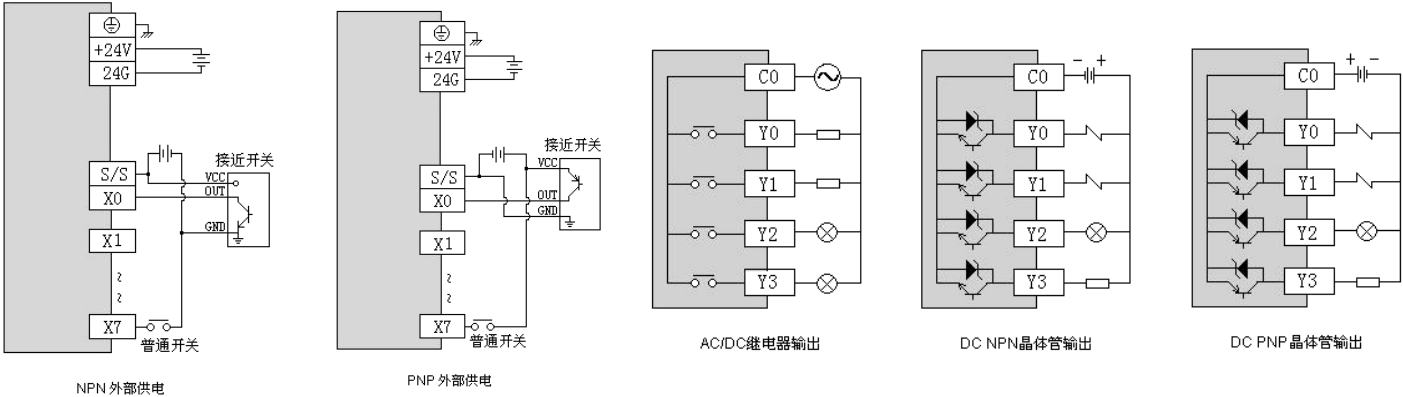 +24V
24G
接近开关
S/S
VCC
X0
OUT
GND
X1
~
~
X7
普通开关
NPN 外部供电
+24V
24G
接近开关
VCC
S/S
X0
OUT
GND
X1
~
~
X7
普通开关
PNP 外部供电
C0
Y0
Y1
Y2
Y3
AC/DC继电器输出
- +
C0
Y0
Y1
Y2
Y3
DC NPN晶体管输出
+ -
C0
Y0
Y1
Y2
Y3
DC PNP晶体管输出